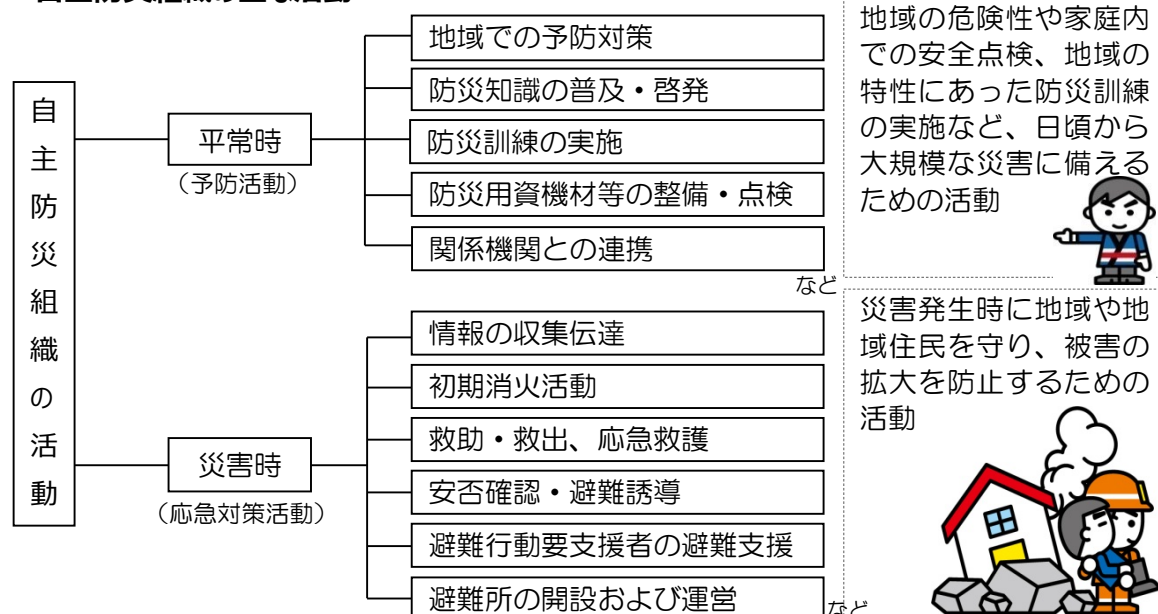 自主防災組織の活動
平常時
(予防活動)
地域での予防対策
防災知識の普及・啓発
防災訓練の実施
防災用資機材等の整備・点検
関係機関との連携
など
地域の危険性や家庭内
での安全点検、地域の
特性にあった防災訓練
の実施など、日頃から
大規模な災害に備える
ための活動
災害時
(応急対策活動)
情報の収集伝達
初期消火活動
救助・救出、応急救護
安否確認・避難誘導
避難行動要支援者の避難支援
避難所の開設および運営
など
災害発生時に地域や地
域住民を守り、被害の
拡大を防止するための
活動